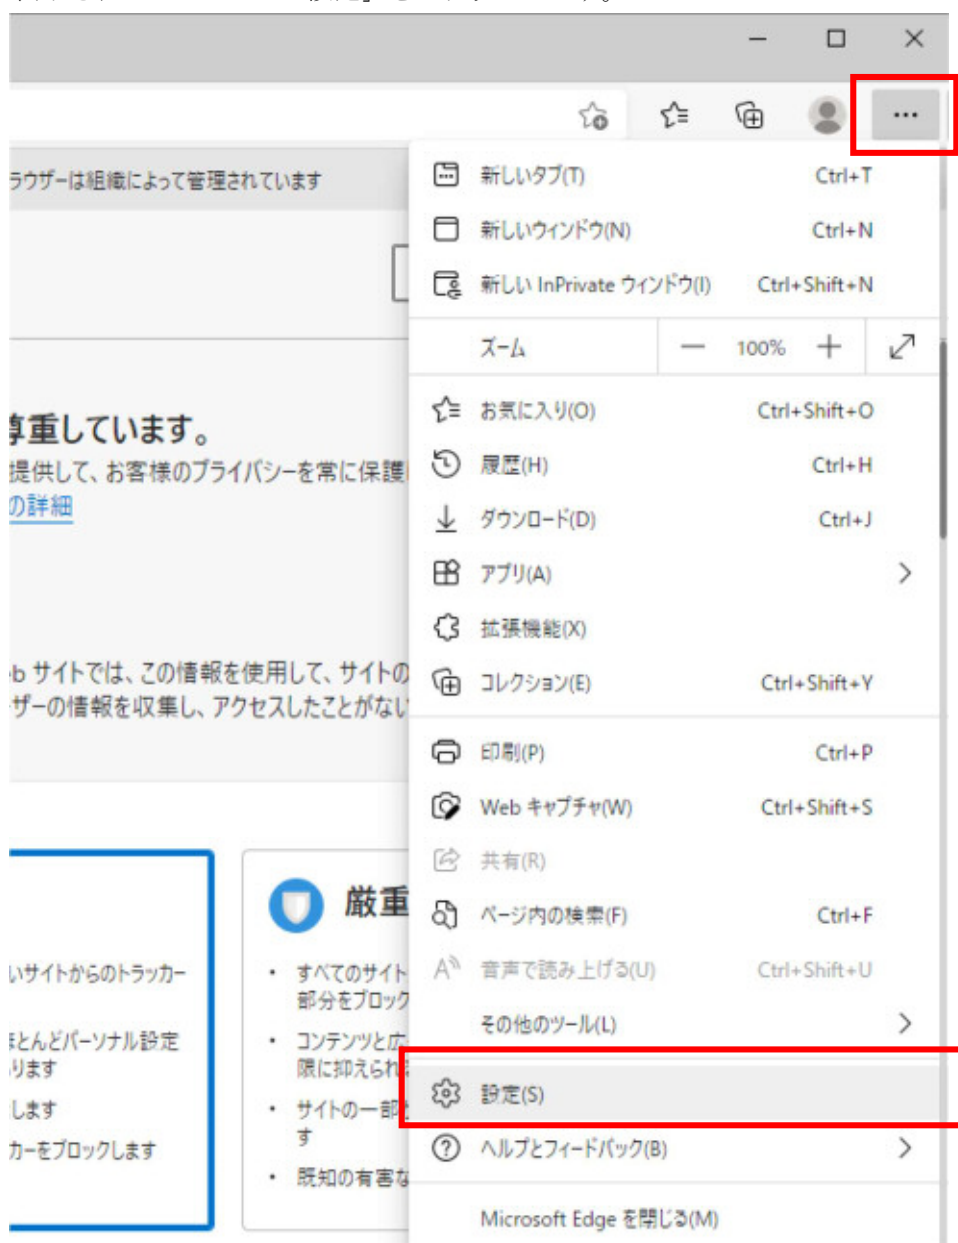 ラウザーは組織によって管理されています
新しいタブ(T) Ctrl+T
新しいウィンドウ(N) Ctrl+N
新しい InPrivate ウィンドウ(I) Ctrl+Shift+N
ズーム 100%
お気に入り(O) Ctrl+Shift+O
尊重しています。
履歴(H) Ctrl+H
提供して、お客様のプライバシーを常に保護
の詳細
ダウンロード(D) Ctrl+J
アプリ(A)
拡張機能(X)
b サイトでは、この情報を使用して、サイトの
コレクション(E) Ctrl+Shift+Y
ザーの情報を収集し、アクセスしたことがない
印刷(P) Ctrl+P
Web キャプチャ(W) Ctrl+Shift+S
共有(R)
厳重
ページ内の検索(F) Ctrl+F
いサイトからのトラッカー
ほとんどパーソナル設定
ります
します
カーをブロックします
・ すべてのサイト
部分をブロック
・ コンテンツと広
限に抑えられ
・ サイトの一部
す
・ 既知の有害な
音声で読み上げる(U) Ctrl+Shift+U
その他のツール(L)
設定(S)
ヘルプとフィードバック(B)
Microsoft Edge を閉じる(M)